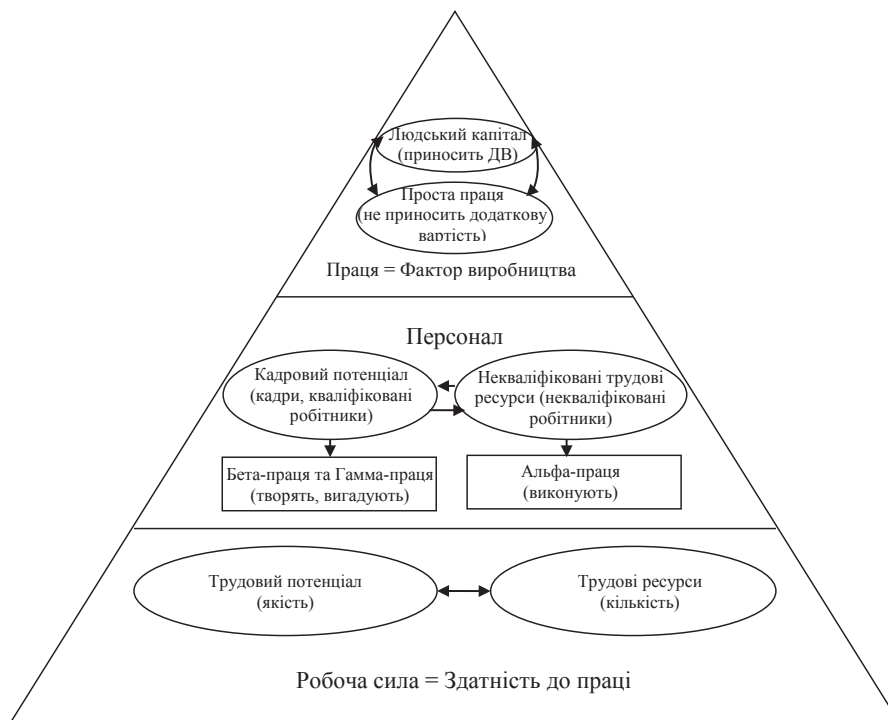 Людський капітал
(приносить ДВ)
Проста праця
(не приносить додаткову
вартість)
Праця = Фактор виробництва
Персонал
Кадровий потенціал
(кадри, кваліфіковані
робітники)
Некваліфіковані трудові
ресурси (некваліфіковані
робітники)
Бета-праця та Гамма-праця
(творять, вигадують)
Альфа-праця
(виконують)
Трудовий потенціал
(якість)
Трудові ресурси
(кількість)
Робоча сила = Здатність до праці